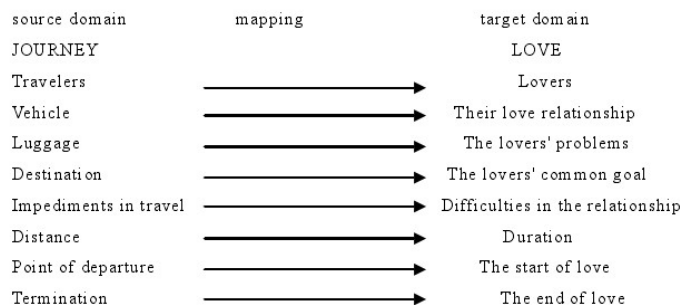 source domain mapping target domain
JOURNEY LOVE
Travelers Lovers
Vehicle Their love relationship
Luggage The lovers' problems
Destination The lovers' common goal
Impediments in travel Difficulties in the relationship
Distance Duration
Point of departure The start of love
Termination The end of love